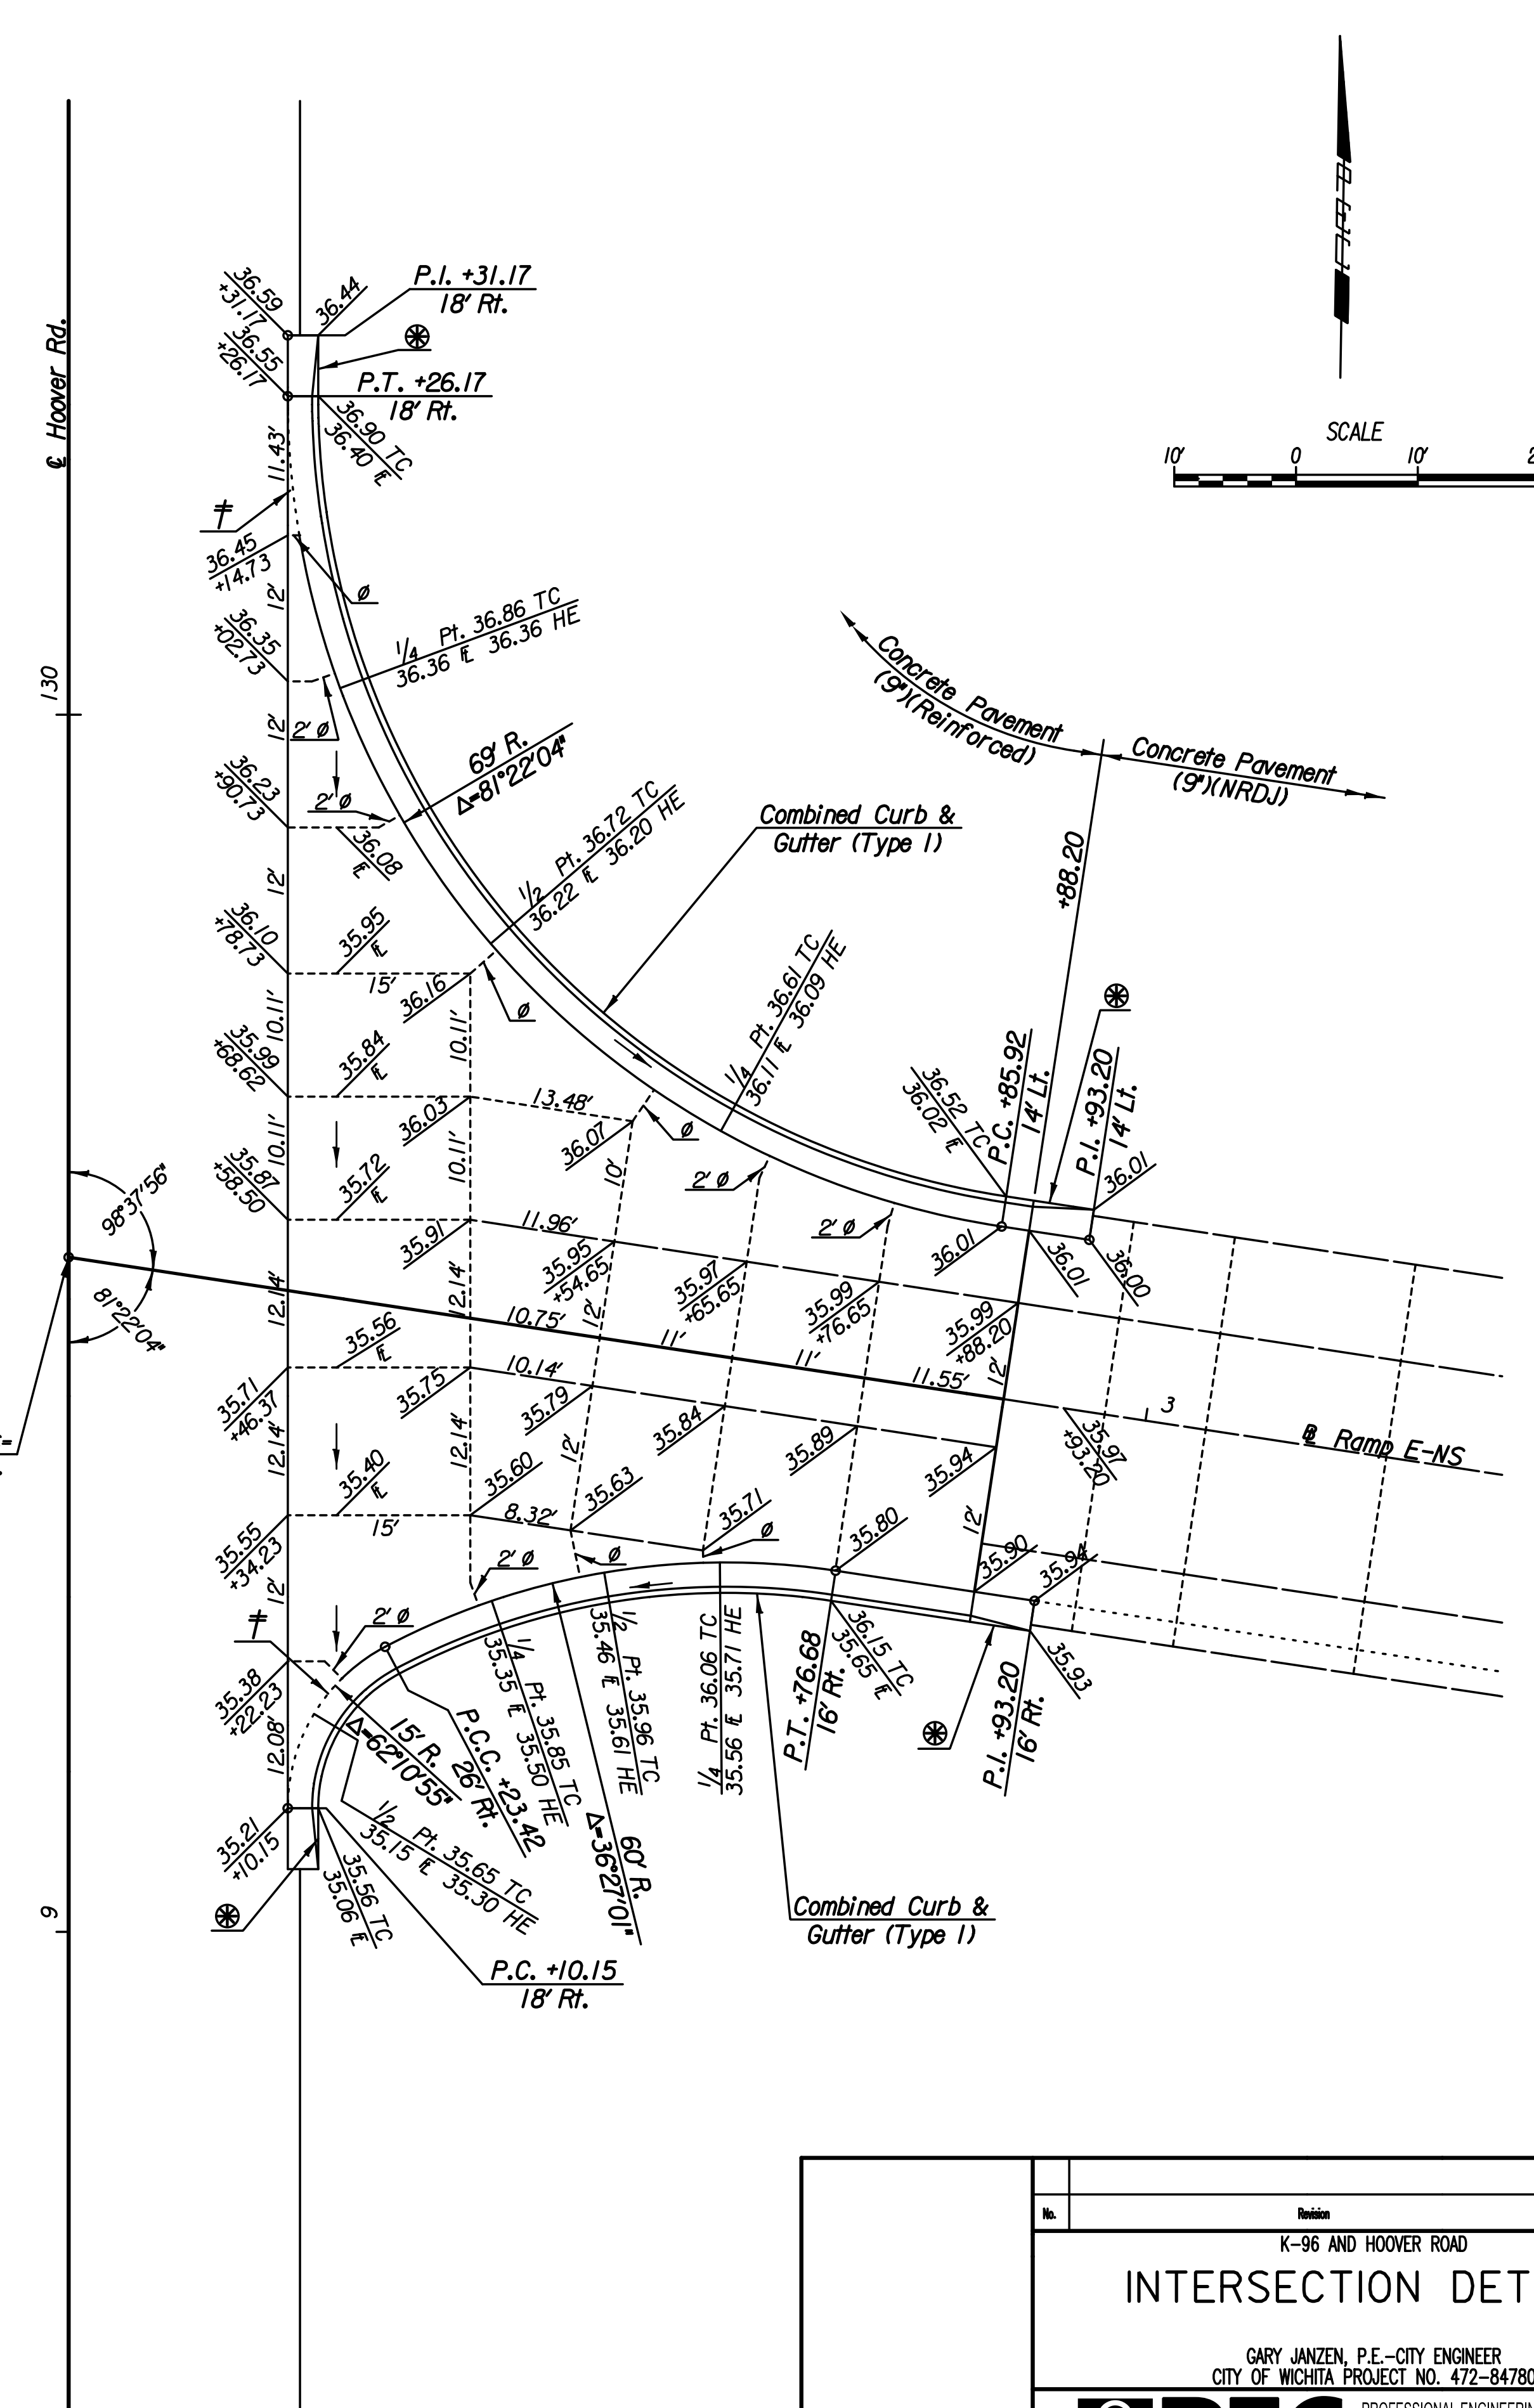 ℄ Hoover Rd.
130
9
36.59
+31.17
36.44
P.I. +31.17
18' Rt.
36.55
+26.17
P.T. +26.17
18' Rt.
36.90 TC
36.40 ℄
11.43'
ǂ
36.45
+14.73
ø
12'
36.35
+02.73
1/4 Pt. 36.86 TC
36.36 ℄ 36.36 HE
12'
2' ø
69' R.
Δ=81°22'04"
36.23
+90.73
2' ø
36.08
℄
12'
1/2 Pt. 36.72 TC
36.22 ℄ 36.20 HE
Combined Curb &
Gutter (Type I)
Concrete Pavement
(9")(Reinforced)
Concrete Pavement
(9")(NRDJ)
+88.20
SCALE
10'
0
10'
36.10
+78.73
35.95
℄
15'
36.16
ø
10.11'
10.11'
1/4 Pt. 36.61 TC
36.11 ℄ 36.09 HE
35.99
+68.62
35.84
℄
36.03
13.48'
36.07
ø
36.52 TC
36.02 ℄
P.C. +85.92
14' Lt.
P.I. +93.20
14' Lt.
36.01
10.11'
10.11'
10'
2' ø
2' ø
35.87
+58.50
35.72
℄
35.91
11.96'
36.01
36.01
36.00
98°37'56"
81°22'04"
12.14'
12.14'
35.95
+54.65
35.97
+65.65
35.99
+76.65
35.99
+88.20
12'
10.75'
11'
11'
11.55'
12'
35.56
℄
35.71
+46.37
35.75
10.14'
35.79
35.84
35.89
35.94
35.97
+93.20
3
℄ Ramp E-NS
12.14'
12.14'
12'
12'
35.40
℄
15'
35.60
8.32'
35.63
35.71
ø
35.80
35.90
35.94
35.55
+34.23
12'
2' ø
ø
ǂ
2' ø
35.38
+22.23
12.08'
15' R.
Δ=62°10'55"
P.C.C. +23.42
26' Rt.
1/4 Pt. 35.85 TC
35.35 ℄ 35.50 HE
1/2 Pt. 35.96 TC
35.46 ℄ 35.61 HE
1/4 Pt. 36.06 TC
35.56 ℄ 35.71 HE
P.T. +76.68
16' Rt.
36.15 TC
35.65 ℄
P.I. +93.20
16' Rt.
35.93
60' R.
Δ=36°27'01"
35.21
+10.15
1/2 Pt. 35.65 TC
35.15 ℄ 35.30 HE
35.56 TC
35.06 ℄
P.C. +10.15
18' Rt.
Combined Curb &
Gutter (Type I)
No.
Revision
K-96 AND HOOVER ROAD
INTERSECTION DET
GARY JANZEN, P.E.-CITY ENGINEER
CITY OF WICHITA PROJECT NO. 472-84780